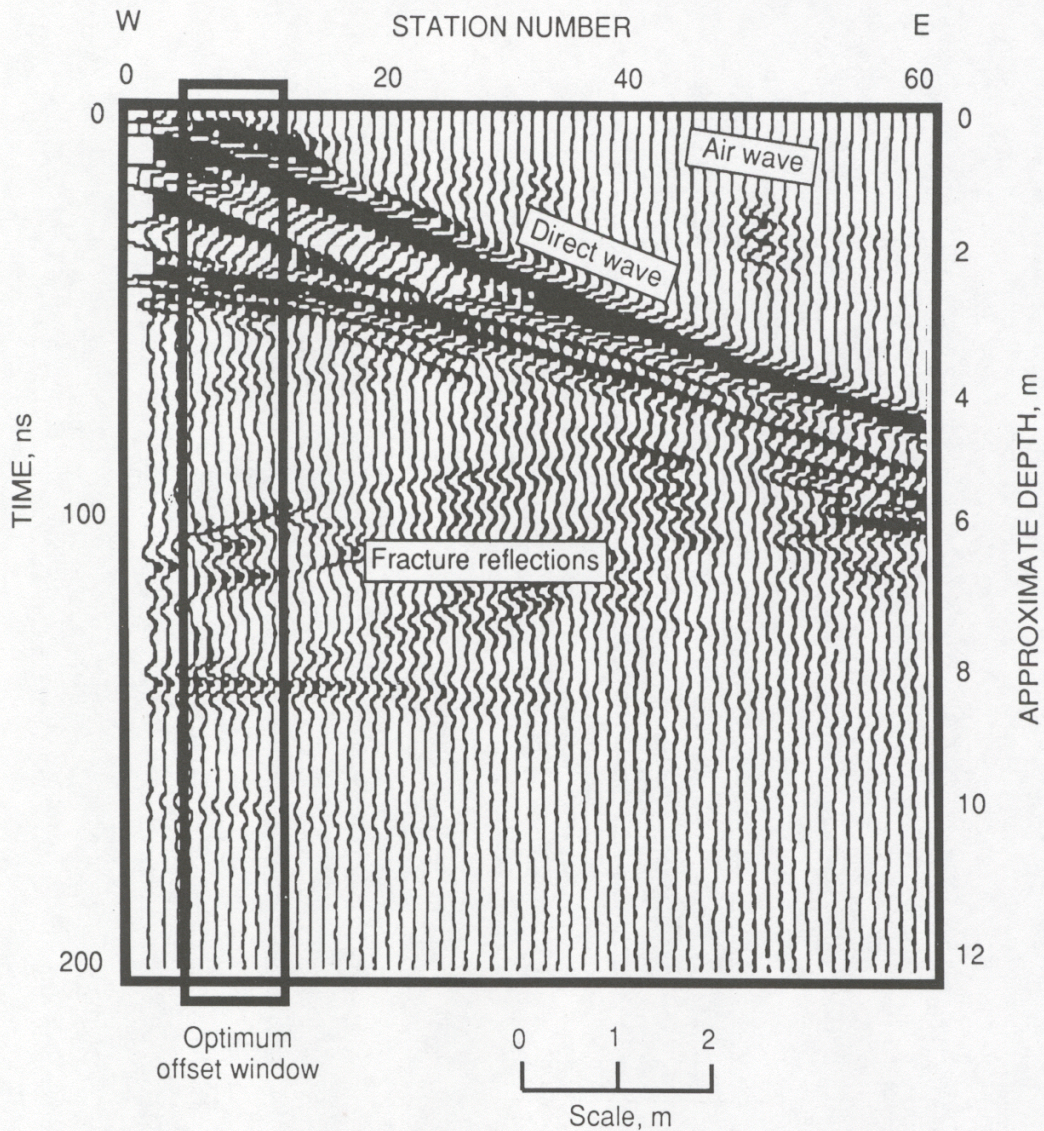 W STATION NUMBER E
0 20 40 60
0 0
Air wave
Direct wave
2
4
TIME, ns
100 6
Fracture reflections
APPROXIMATE DEPTH, m
8
10
200 12
Optimum
offset window
0 1 2
Scale, m